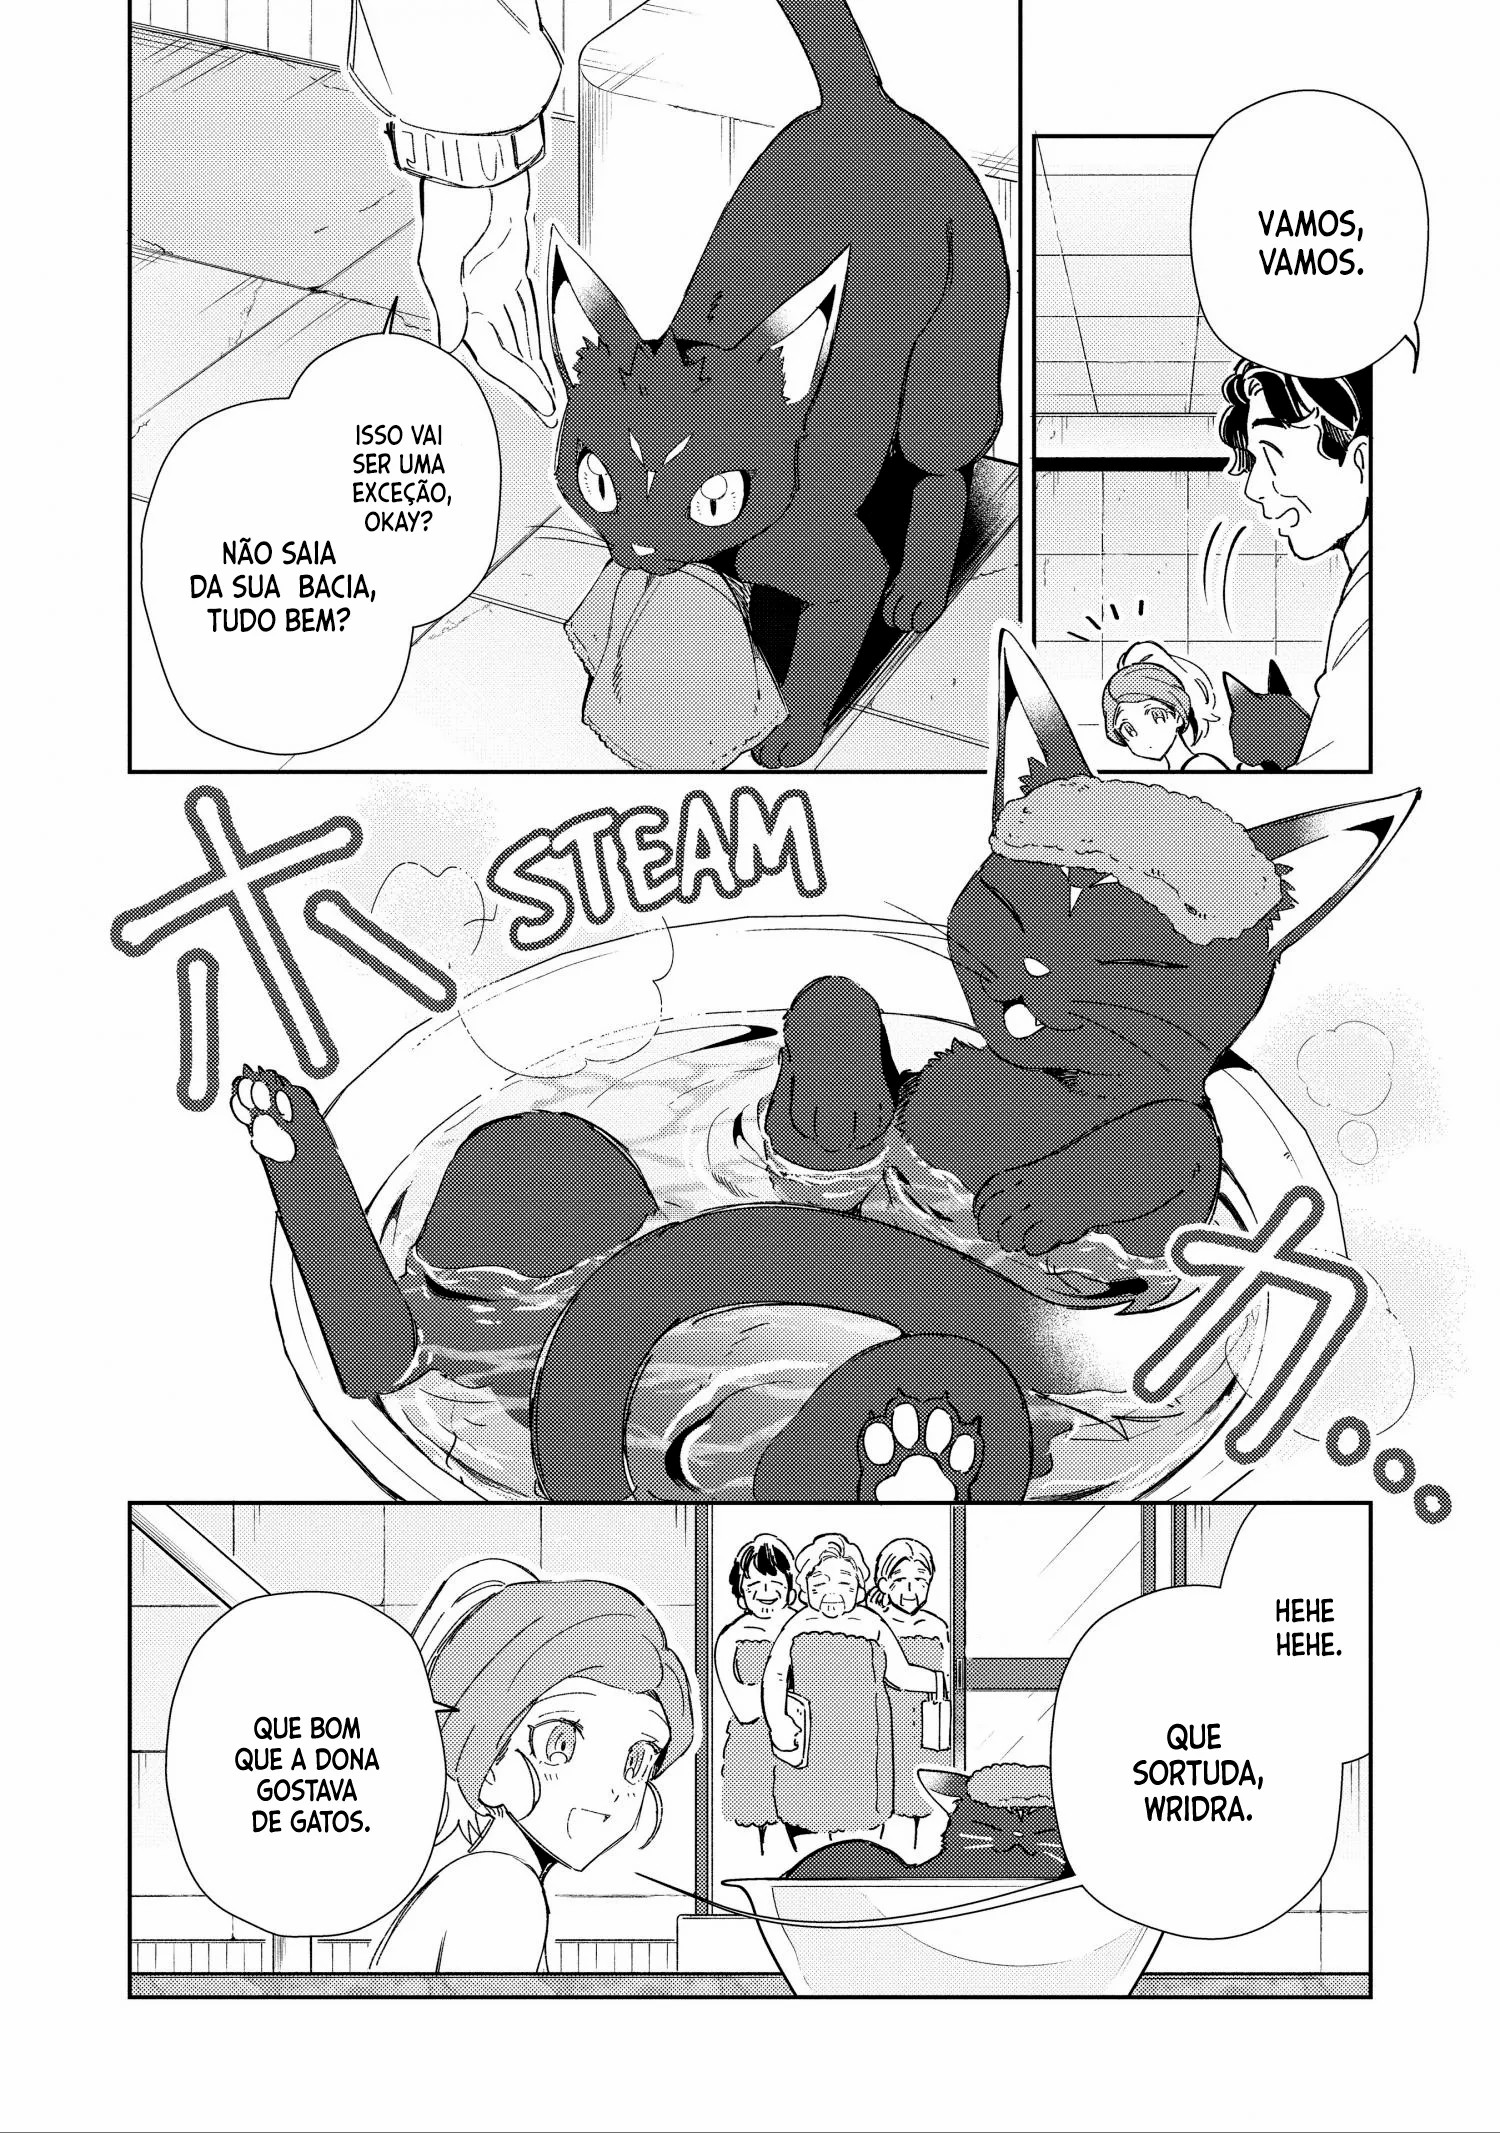 VAMOS,
VAMOS.
ISSO VAI
SER UMA
EXCEÇÃO,
OKAY?
NÃO SAIA
DA SUA BACIA,
TUDO BEM?
ホ
STEAM
カ...
HEHE
HEHE.
QUE
SORTUDA,
WRIDRA.
QUE BOM
QUE A DONA
GOSTAVA
DE GATOS.